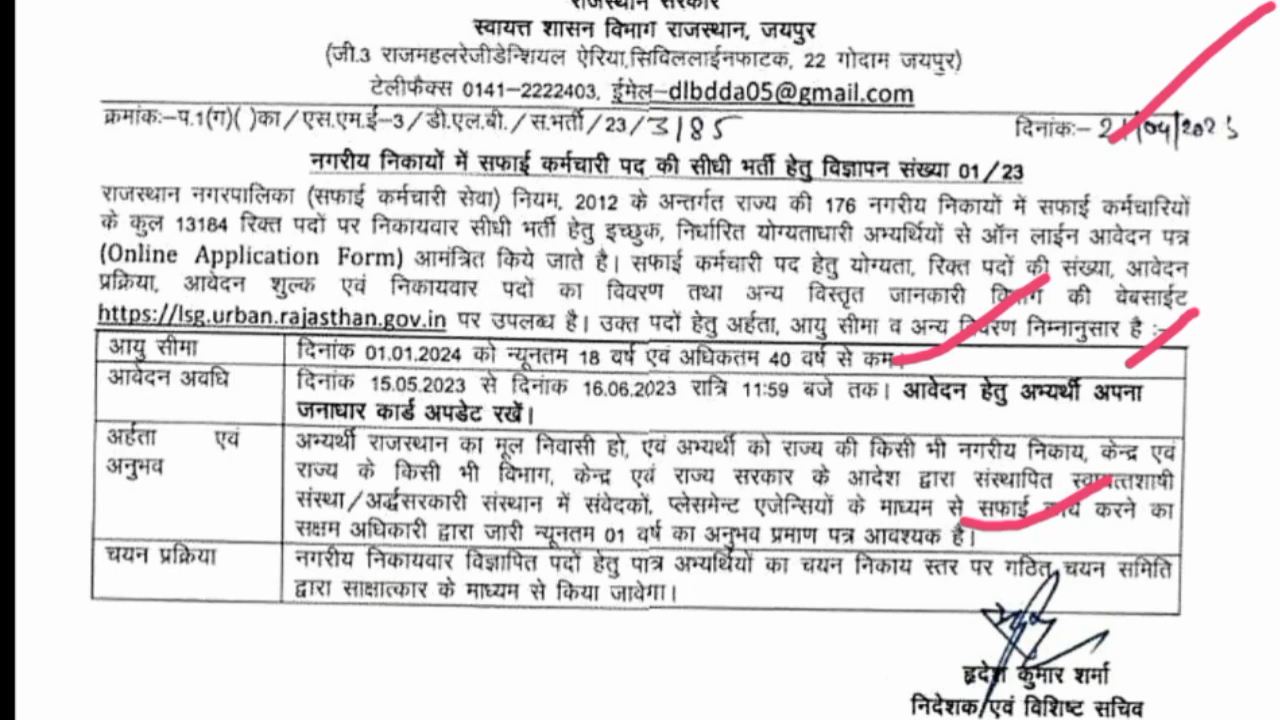 राजस्थान सरकार
स्वायत्त शासन विभाग राजस्थान, जयपुर
(जी.3 राजमहलरेजीडेन्शियल ऐरिया,सिविललाईनफाटक, 22 गोदाम जयपुर)
टेलीफैक्स 0141–2222403, ईमेल–dlbdda05@gmail.com
क्रमांकः–प.1(ग)( )का/एस.एम.ई–3/डी.एल.बी./स.भर्ती/23/3185 दिनांकः–
नगरीय निकायों में सफाई कर्मचारी पद की सीधी भर्ती हेतु विज्ञापन संख्या 01/23
राजस्थान नगरपालिका (सफाई कर्मचारी सेवा) नियम, 2012 के अन्तर्गत राज्य की 176 नगरीय निकायों में सफाई कर्मचारियों
के कुल 13184 रिक्त पदों पर निकायवार सीधी भर्ती हेतु इच्छुक, निर्धारित योग्यताधारी अभ्यर्थियों से ऑन लाईन आवेदन पत्र
(Online Application Form) आमंत्रित किये जाते है। सफाई कर्मचारी पद हेतु योग्यता, रिक्त पदों की संख्या, आवेदन
प्रक्रिया, आवेदन शुल्क एवं निकायवार पदों का विवरण तथा अन्य विस्तृत जानकारी विभाग की वेबसाईट
https://lsg.urban.rajasthan.gov.in पर उपलब्ध है। उक्त पदों हेतु अर्हता, आयु सीमा व अन्य विवरण निम्नानुसार है :–
आयु सीमा दिनांक 01.01.2024 को न्यूनतम 18 वर्ष एवं अधिकतम 40 वर्ष से कम।
आवेदन अवधि दिनांक 15.05.2023 से दिनांक 16.06.2023 रात्रि 11:59 बजे तक। आवेदन हेतु अभ्यर्थी अपना
जनाधार कार्ड अपडेट रखें।
अर्हता एवं अभ्यर्थी राजस्थान का मूल निवासी हो, एवं अभ्यर्थी को राज्य की किसी भी नगरीय निकाय, केन्द्र एवं
अनुभव राज्य के किसी भी विभाग, केन्द्र एवं राज्य सरकार के आदेश द्वारा संस्थापित स्वायत्तशाषी
संस्था/अर्द्धसरकारी संस्थान में संवेदकों, प्लेसमेन्ट एजेन्सियों के माध्यम से सफाई कार्य करने का
सक्षम अधिकारी द्वारा जारी न्यूनतम 01 वर्ष का अनुभव प्रमाण पत्र आवश्यक है।
चयन प्रक्रिया नगरीय निकायवार विज्ञापित पदों हेतु पात्र अभ्यर्थियों का चयन निकाय स्तर पर गठित चयन समिति
द्वारा साक्षात्कार के माध्यम से किया जावेगा।
हृदेश कुमार शर्मा
निदेशक एवं विशिष्ट सचिव